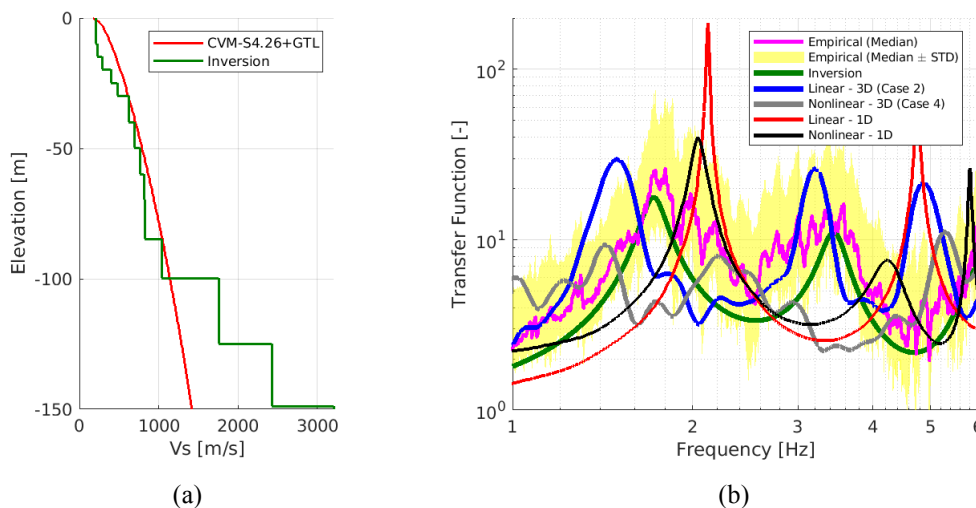 0
-50
-100
-150
Elevation [m]
0
1000
2000
3000
Vs [m/s]
CVM-S4.26+GTL
Inversion
(a)
10²
10¹
10⁰
Transfer Function [-]
1
2
3
4
5
6
Frequency [Hz]
Empirical (Median)
Empirical (Median ± STD)
Inversion
Linear - 3D (Case 2)
Nonlinear - 3D (Case 4)
Linear - 1D
Nonlinear - 1D
(b)